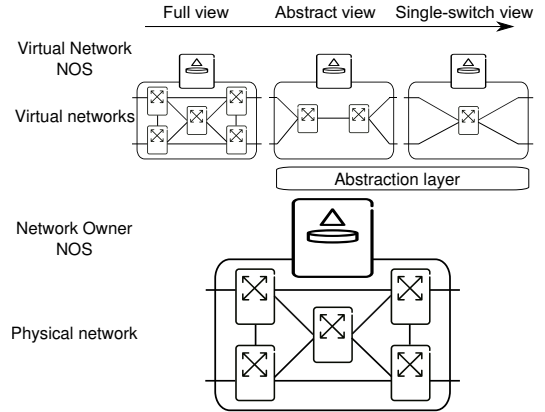 Full view
Abstract view
Single-switch view
Virtual Network
NOS
Virtual networks
Abstraction layer
Network Owner
NOS
Physical network